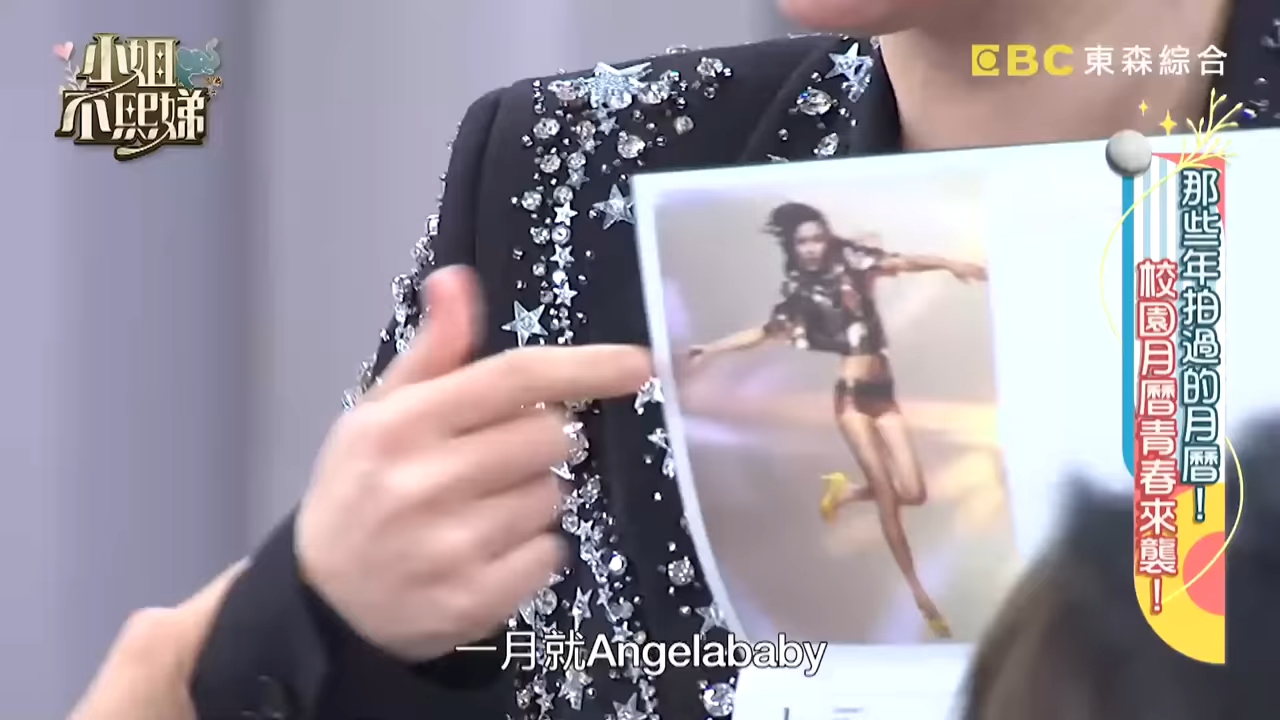 小姐
不熙娣
EBC 東森綜合
那些年拍過的月曆！
校園月曆青春來襲！
一月就Angelababy